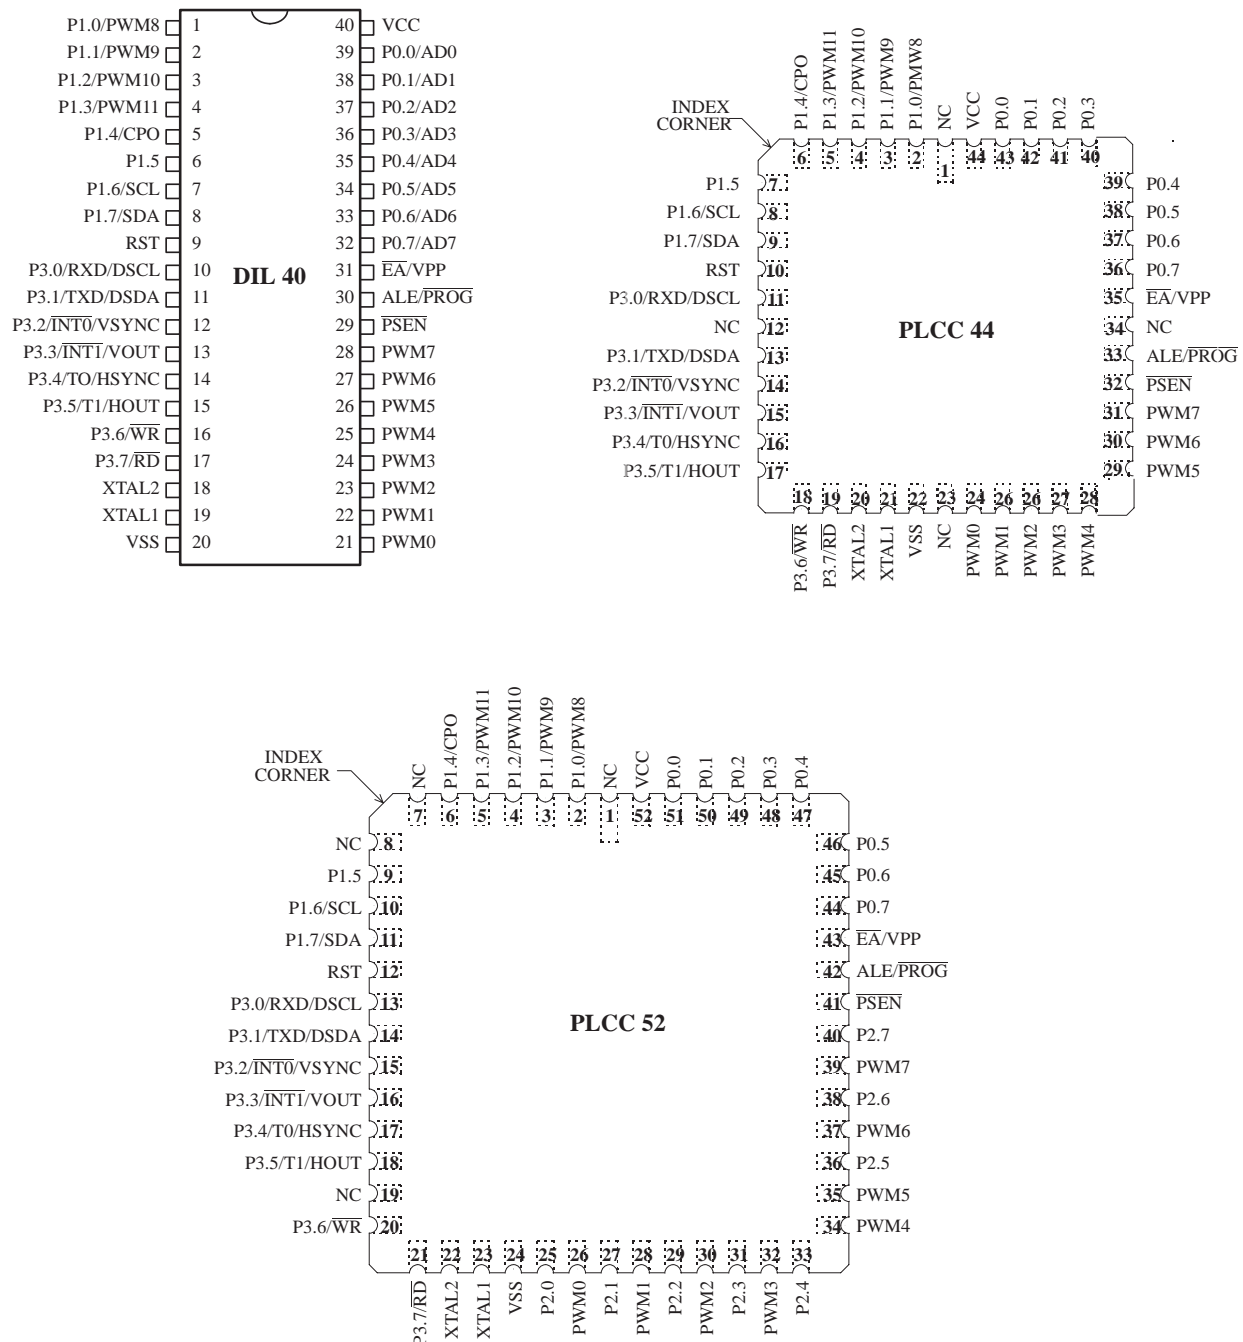 P1.0/PWM8 1 40 VCC
P1.1/PWM9 2 39 P0.0/AD0
P1.2/PWM10 3 38 P0.1/AD1
P1.3/PWM11 4 37 P0.2/AD2
P1.4/CPO 5 36 P0.3/AD3
P1.5 6 35 P0.4/AD4
P1.6/SCL 7 34 P0.5/AD5
P1.7/SDA 8 33 P0.6/AD6
RST 9 32 P0.7/AD7
P3.0/RXD/DSCL 10 31 EA/VPP
DIL 40
P3.1/TXD/DSDA 11 30 ALE/PROG
P3.2/INT0/VSYNC 12 29 PSEN
P3.3/INT1/VOUT 13 28 PWM7
P3.4/TO/HSYNC 14 27 PWM6
P3.5/T1/HOUT 15 26 PWM5
P3.6/WR 16 25 PWM4
P3.7/RD 17 24 PWM3
XTAL2 18 23 PWM2
XTAL1 19 22 PWM1
VSS 20 21 PWM0
INDEX
CORNER
P1.4/CPO P1.3/PWM11 P1.2/PWM10 P1.1/PWM9 P1.0/PMW8 NC VCC P0.0 P0.1 P0.2 P0.3
6 5 4 3 2 1 44 43 42 41 40
P1.5 7 39 P0.4
P1.6/SCL 8 38 P0.5
P1.7/SDA 9 37 P0.6
RST 10 36 P0.7
P3.0/RXD/DSCL 11 35 EA/VPP
NC 12 34 NC
PLCC 44
P3.1/TXD/DSDA 13 33 ALE/PROG
P3.2/INT0/VSYNC 14 32 PSEN
P3.3/INT1/VOUT 15 31 PWM7
P3.4/T0/HSYNC 16 30 PWM6
P3.5/T1/HOUT 17 29 PWM5
18 19 20 21 22 23 24 26 26 27 28
P3.6/WR P3.7/RD XTAL2 XTAL1 VSS NC PWM0 PWM1 PWM2 PWM3 PWM4
INDEX
CORNER
NC P1.4/CPO P1.3/PWM11 P1.2/PWM10 P1.1/PWM9 P1.0/PWM8 NC VCC P0.0 P0.1 P0.2 P0.3 P0.4
7 6 5 4 3 2 1 52 51 50 49 48 47
NC 8 46 P0.5
P1.5 9 45 P0.6
P1.6/SCL 10 44 P0.7
P1.7/SDA 11 43 EA/VPP
RST 12 42 ALE/PROG
P3.0/RXD/DSCL 13 41 PSEN
PLCC 52
P3.1/TXD/DSDA 14 40 P2.7
P3.2/INT0/VSYNC 15 39 PWM7
P3.3/INT1/VOUT 16 38 P2.6
P3.4/T0/HSYNC 17 37 PWM6
P3.5/T1/HOUT 18 36 P2.5
NC 19 35 PWM5
P3.6/WR 20 34 PWM4
21 22 23 24 25 26 27 28 29 30 31 32 33
P3.7/RD XTAL2 XTAL1 VSS P2.0 PWM0 P2.1 PWM1 P2.2 PWM2 P2.3 PWM3 P2.4